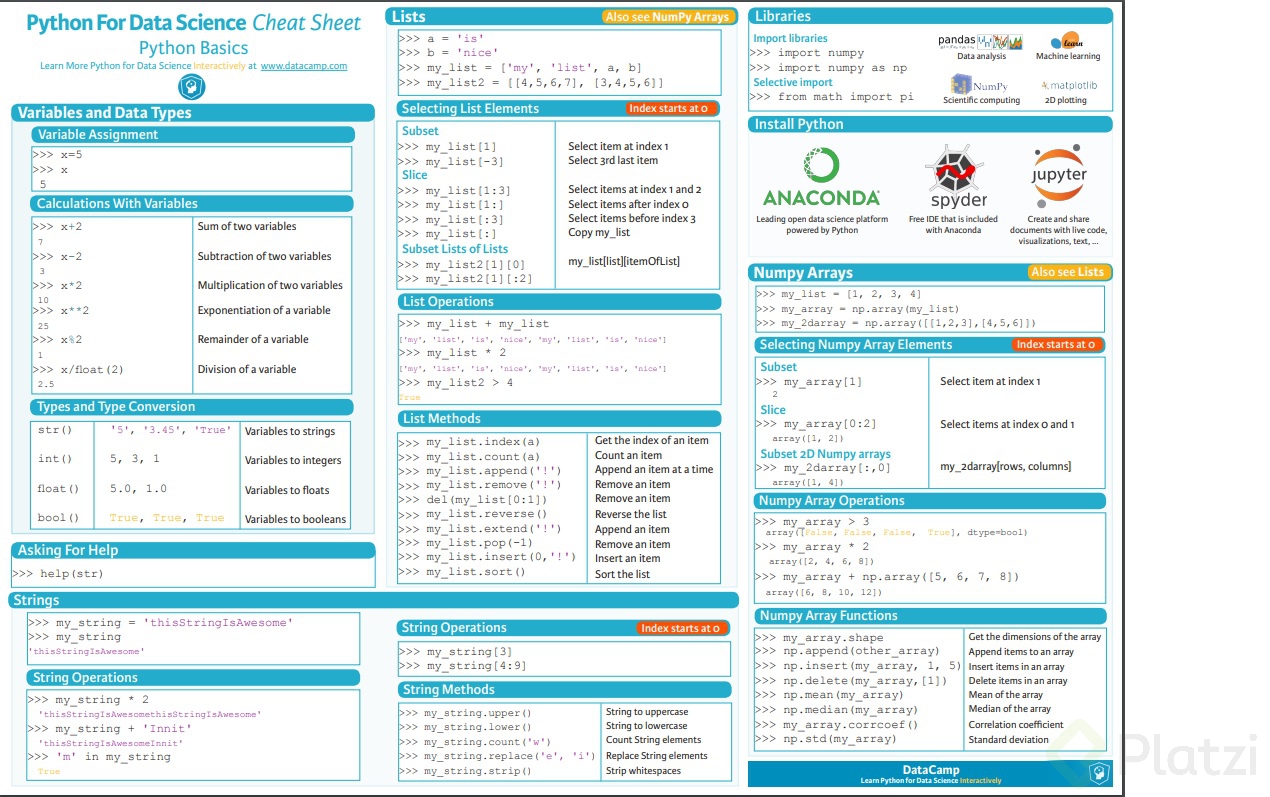 Python For Data Science Cheat Sheet
Python Basics
Learn More Python for Data Science Interactively at www.datacamp.com
Variables and Data Types
Variable Assignment
>>> x=5
>>> x
5
Calculations With Variables
>>> x+2 Sum of two variables
7
>>> x-2 Subtraction of two variables
3
>>> x*2 Multiplication of two variables
10
>>> x**2 Exponentiation of a variable
25
>>> x%2 Remainder of a variable
1
>>> x/float(2) Division of a variable
2.5
Types and Type Conversion
str() '5', '3.45', 'True' Variables to strings
int() 5, 3, 1 Variables to integers
float() 5.0, 1.0 Variables to floats
bool() True, True, True Variables to booleans
Asking For Help
>>> help(str)
Lists Also see NumPy Arrays
>>> a = 'is'
>>> b = 'nice'
>>> my_list = ['my', 'list', a, b]
>>> my_list2 = [[4,5,6,7], [3,4,5,6]]
Selecting List Elements Index starts at 0
Subset
>>> my_list[1] Select item at index 1
>>> my_list[-3] Select 3rd last item
Slice
>>> my_list[1:3] Select items at index 1 and 2
>>> my_list[1:] Select items after index 0
>>> my_list[:3] Select items before index 3
>>> my_list[:] Copy my_list
Subset Lists of Lists
>>> my_list2[1][0] my_list[list][itemOfList]
>>> my_list2[1][:2]
List Operations
>>> my_list + my_list
['my', 'list', 'is', 'nice', 'my', 'list', 'is', 'nice']
>>> my_list * 2
['my', 'list', 'is', 'nice', 'my', 'list', 'is', 'nice']
>>> my_list2 > 4
True
List Methods
>>> my_list.index(a) Get the index of an item
>>> my_list.count(a) Count an item
>>> my_list.append('!') Append an item at a time
>>> my_list.remove('!') Remove an item
>>> del(my_list[0:1]) Remove an item
>>> my_list.reverse() Reverse the list
>>> my_list.extend('!') Append an item
>>> my_list.pop(-1) Remove an item
>>> my_list.insert(0,'!') Insert an item
>>> my_list.sort() Sort the list
Strings
>>> my_string = 'thisStringIsAwesome'
>>> my_string
'thisStringIsAwesome'
String Operations
>>> my_string * 2
'thisStringIsAwesomethisStringIsAwesome'
>>> my_string + 'Innit'
'thisStringIsAwesomeInnit'
>>> 'm' in my_string
True
String Operations Index starts at 0
>>> my_string[3]
>>> my_string[4:9]
String Methods
>>> my_string.upper() String to uppercase
>>> my_string.lower() String to lowercase
>>> my_string.count('w') Count String elements
>>> my_string.replace('e', 'i') Replace String elements
>>> my_string.strip() Strip whitespaces
Libraries
Import libraries
>>> import numpy
>>> import numpy as np
Selective import
>>> from math import pi
pandas
Data analysis
learn
Machine learning
NumPy
Scientific computing
matplotlib
2D plotting
Install Python
ANACONDA
Leading open data science platform
powered by Python
spyder
Free IDE that is included
with Anaconda
jupyter
Create and share
documents with live code,
visualizations, text, ...
Numpy Arrays Also see Lists
>>> my_list = [1, 2, 3, 4]
>>> my_array = np.array(my_list)
>>> my_2darray = np.array([[1,2,3],[4,5,6]])
Selecting Numpy Array Elements Index starts at 0
Subset
>>> my_array[1] Select item at index 1
2
Slice
>>> my_array[0:2] Select items at index 0 and 1
array([1, 2])
Subset 2D Numpy arrays
>>> my_2darray[:,0] my_2darray[rows, columns]
array([1, 4])
Numpy Array Operations
>>> my_array > 3
array([False, False, False, True], dtype=bool)
>>> my_array * 2
array([2, 4, 6, 8])
>>> my_array + np.array([5, 6, 7, 8])
array([6, 8, 10, 12])
Numpy Array Functions
>>> my_array.shape Get the dimensions of the array
>>> np.append(other_array) Append items to an array
>>> np.insert(my_array, 1, 5) Insert items in an array
>>> np.delete(my_array,[1]) Delete items in an array
>>> np.mean(my_array) Mean of the array
>>> np.median(my_array) Median of the array
>>> my_array.corrcoef() Correlation coefficient
>>> np.std(my_array) Standard deviation
DataCamp
Learn Python for Data Science Interactively
Platzi